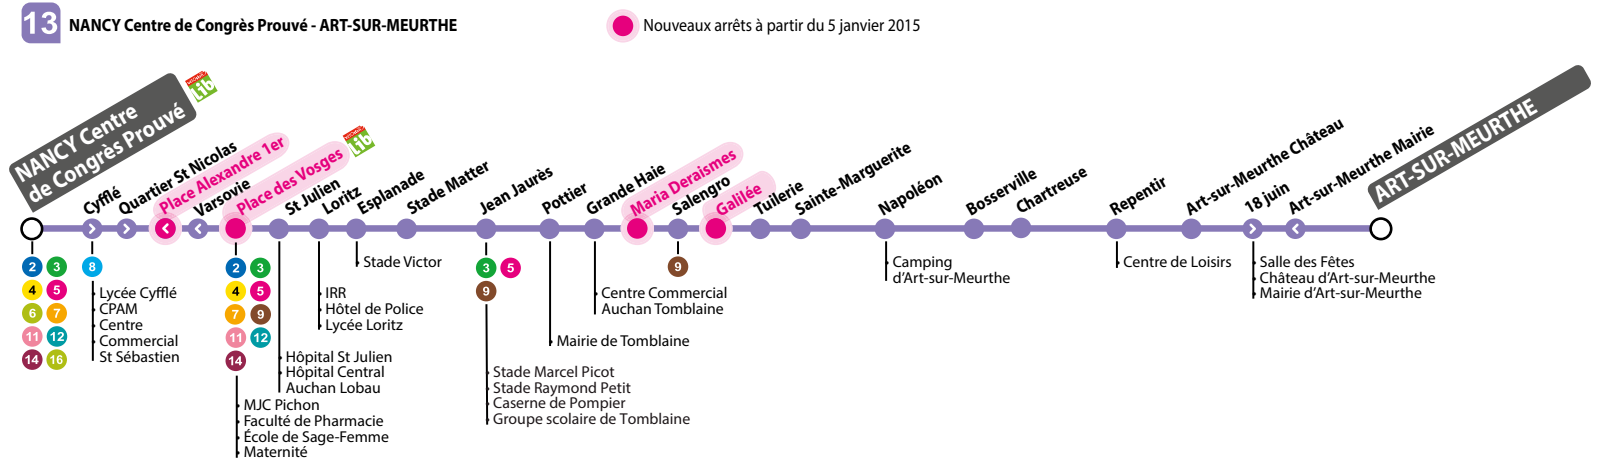 13 NANCY Centre de Congrès Prouvé - ART-SUR-MEURTHE
Nouveaux arrêts à partir du 5 janvier 2015
NANCY Centre
de Congrès Prouvé
Lib
Cyfflé
Quartier St Nicolas
Place Alexandre 1er
Varsovie
Place des Vosges
Lib
St Julien
Loritz
Esplanade
Stade Matter
Jean Jaurès
Pottier
Grande Haie
Maria Deraismes
Salengro
Galilée
Tuilerie
Sainte-Marguerite
Napoléon
Bosserville
Chartreuse
Repentir
Art-sur-Meurthe Château
18 juin
Art-sur-Meurthe Mairie
ART-SUR-MEURTHE
2 3
4 5
6 7
11 12
14 16
8
Lycée Cyfflé
CPAM
Centre
Commercial
St Sébastien
2 3
4 5
7 9
11 12
14
MJC Pichon
Faculté de Pharmacie
École de Sage-Femme
Maternité
Hôpital St Julien
Hôpital Central
Auchan Lobau
IRR
Hôtel de Police
Lycée Loritz
Stade Victor
3 5
9
Stade Marcel Picot
Stade Raymond Petit
Caserne de Pompier
Groupe scolaire de Tomblaine
Mairie de Tomblaine
Centre Commercial
Auchan Tomblaine
9
Camping
d'Art-sur-Meurthe
Centre de Loisirs
Salle des Fêtes
Château d'Art-sur-Meurthe
Mairie d'Art-sur-Meurthe